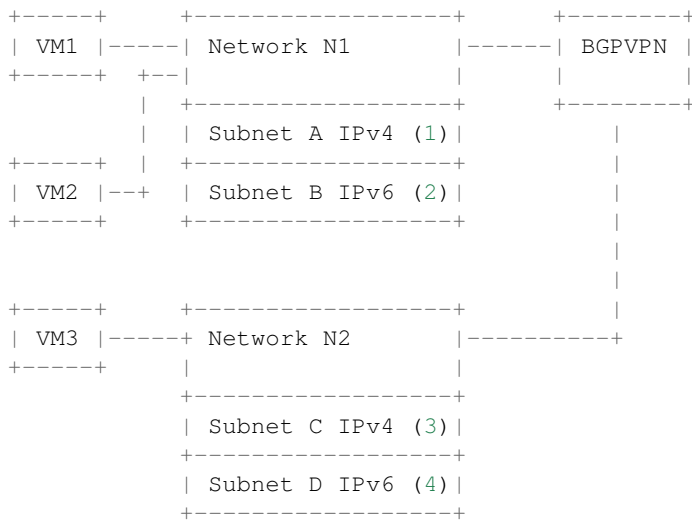 VM1 Network N1 BGPVPN
Subnet A IPv4 (1)
VM2 Subnet B IPv6 (2)
VM3 Network N2
Subnet C IPv4 (3)
Subnet D IPv6 (4)